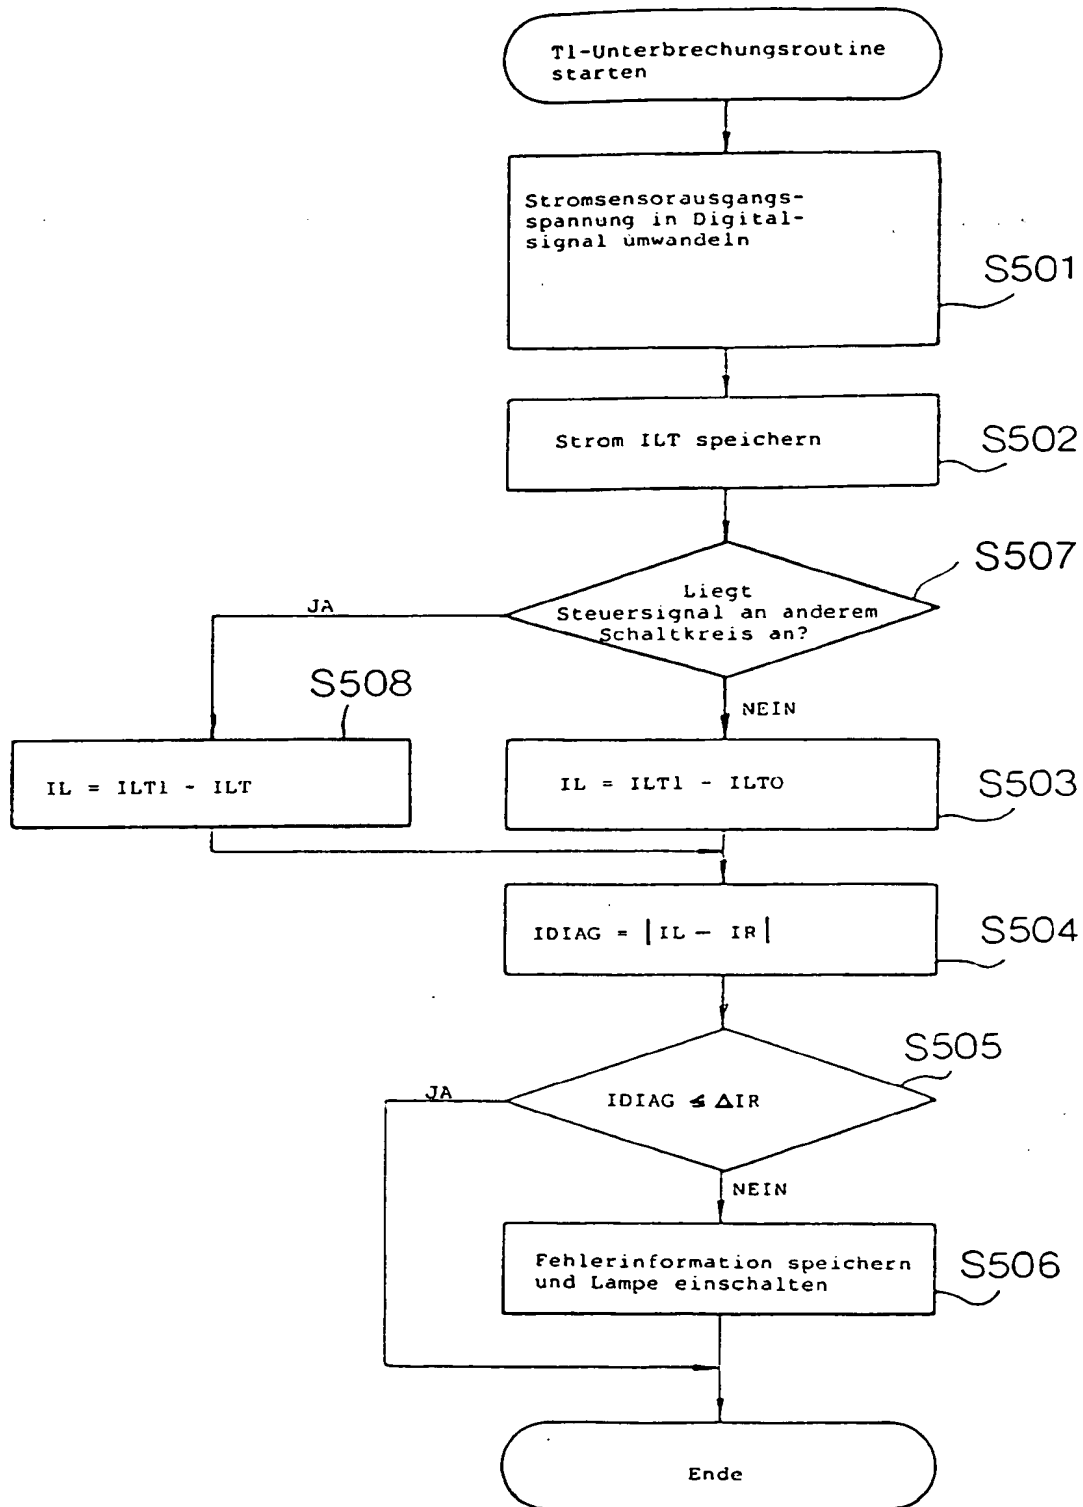 T1-Unterbrechungsroutine
starten
Stromsensorausgangs-
spannung in Digital-
signal umwandeln
S501
Strom ILT speichern
S502
S507
Liegt
Steuersignal an anderem
Schaltkreis an?
JA
NEIN
S508
IL = ILT1 - ILT
IL = ILT1 - ILTO
S503
IDIAG = |IL - IR|
S504
S505
IDIAG ≤ ΔIR
JA
NEIN
Fehlerinformation speichern
und Lampe einschalten
S506
Ende